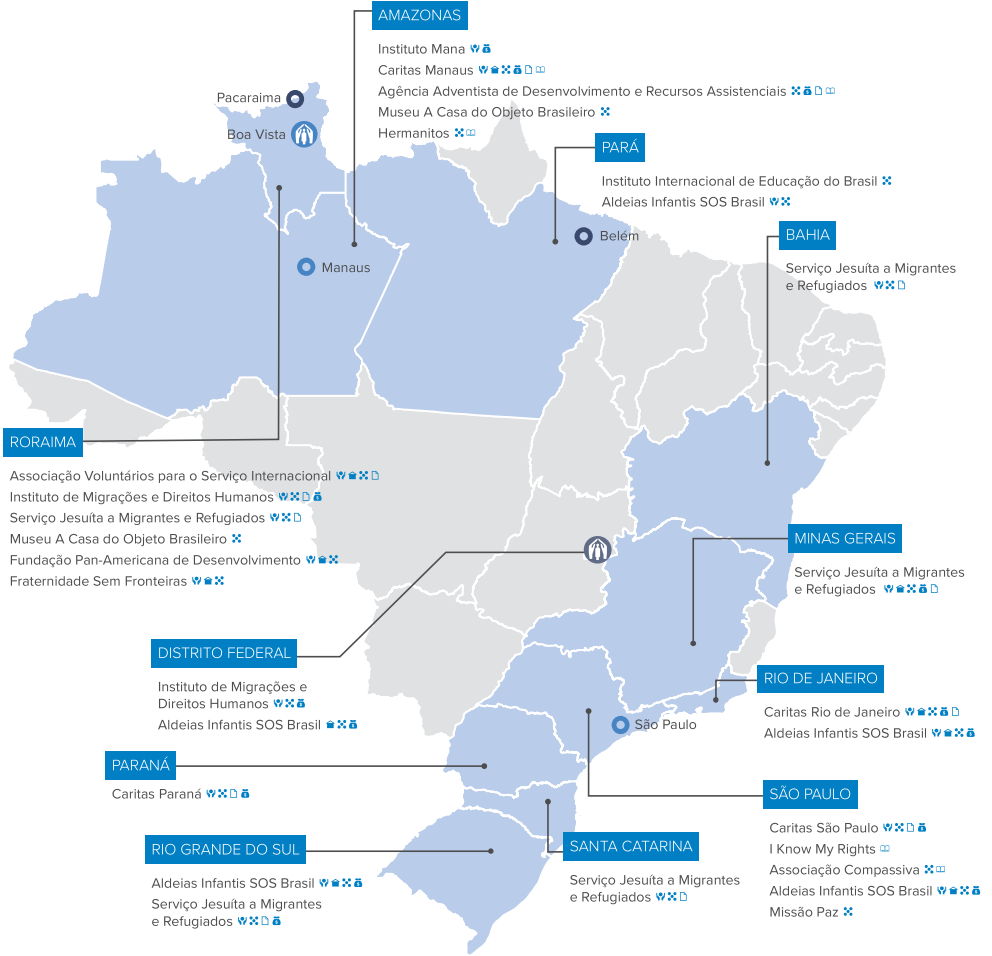 AMAZONAS
Instituto Mana
Caritas Manaus
Agência Adventista de Desenvolvimento e Recursos Assistenciais
Museu A Casa do Objeto Brasileiro
Hermanitos
Pacaraima
Boa Vista
PARÁ
Instituto Internacional de Educação do Brasil
Aldeias Infantis SOS Brasil
Belém
Manaus
BAHIA
Serviço Jesuíta a Migrantes
e Refugiados
RORAIMA
Associação Voluntários para o Serviço Internacional
Instituto de Migrações e Direitos Humanos
Serviço Jesuíta a Migrantes e Refugiados
Museu A Casa do Objeto Brasileiro
Fundação Pan-Americana de Desenvolvimento
Fraternidade Sem Fronteiras
MINAS GERAIS
Serviço Jesuíta a Migrantes
e Refugiados
DISTRITO FEDERAL
Instituto de Migrações e
Direitos Humanos
Aldeias Infantis SOS Brasil
RIO DE JANEIRO
Caritas Rio de Janeiro
Aldeias Infantis SOS Brasil
São Paulo
PARANÁ
Caritas Paraná
SÃO PAULO
Caritas São Paulo
I Know My Rights
Associação Compassiva
Aldeias Infantis SOS Brasil
Missão Paz
RIO GRANDE DO SUL
Aldeias Infantis SOS Brasil
Serviço Jesuíta a Migrantes
e Refugiados
SANTA CATARINA
Serviço Jesuíta a Migrantes
e Refugiados